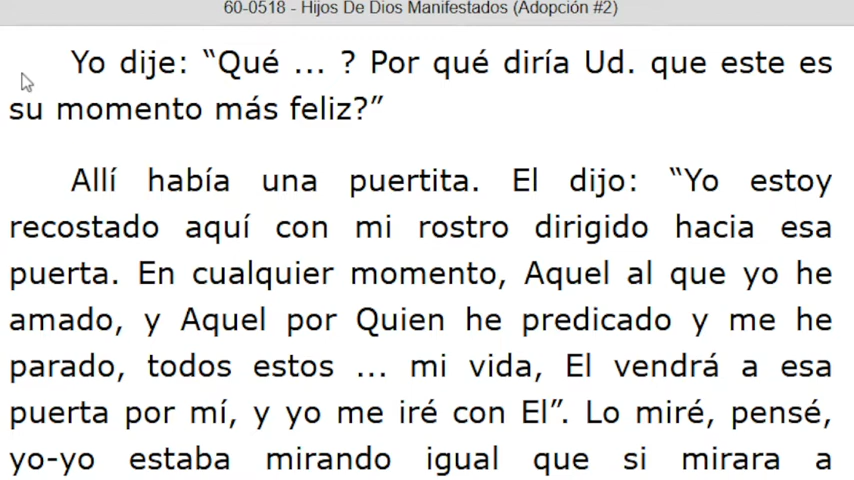 60-0518 - Hijos De Dios Manifestados (Adopción #2)
Yo dije: “Qué ... ? Por qué diría Ud. que este es
su momento más feliz?”
Allí había una puertita. El dijo: “Yo estoy
recostado aquí con mi rostro dirigido hacia esa
puerta. En cualquier momento, Aquel al que yo he
amado, y Aquel por Quien he predicado y me he
parado, todos estos ... mi vida, El vendrá a esa
puerta por mí, y yo me iré con El”. Lo miré, pensé,
yo-yo estaba mirando igual que si mirara a